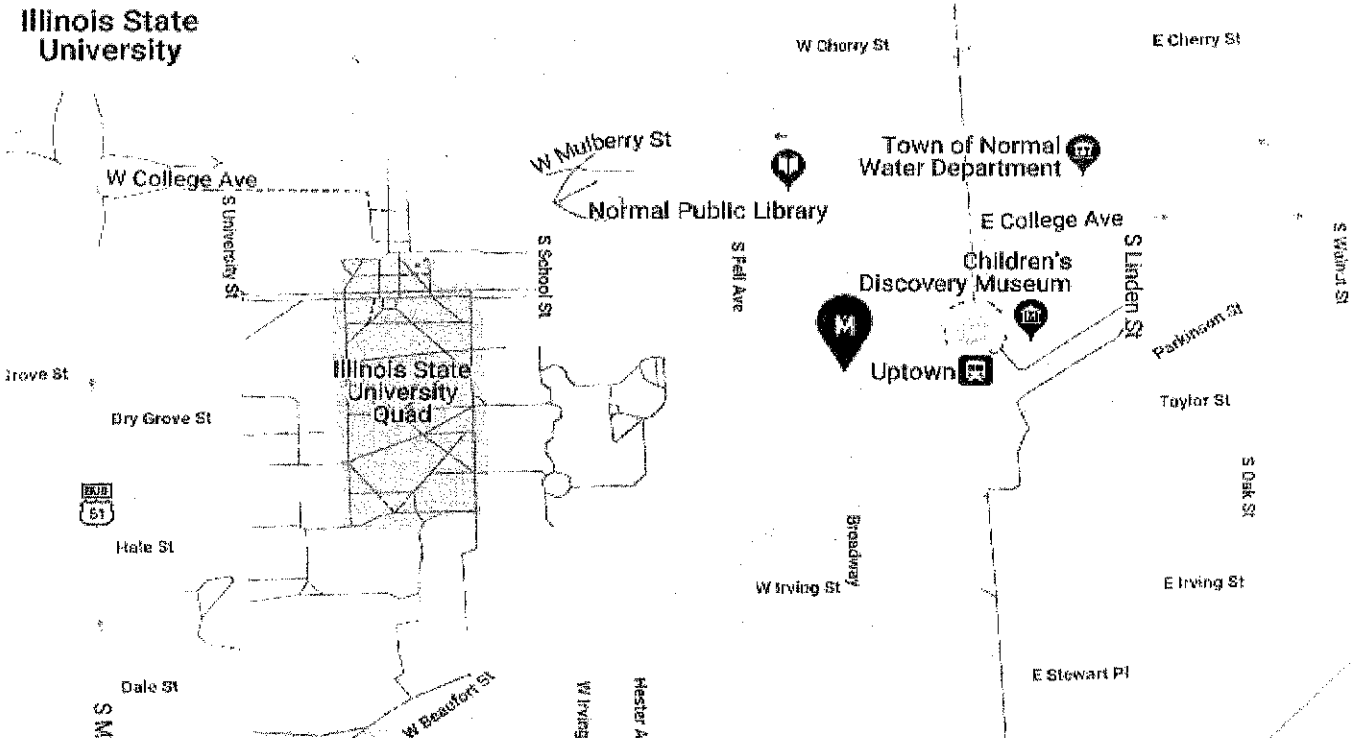 Illinois State
University
W Cherry St
E Cherry St
W Mulberry St
Town of Normal
Water Department
W College Ave
Normal Public Library
E College Ave
S University St
S School St
S Fell Ave
S Linden St
S Walnut St
Children's
Discovery Museum
M
Parkinson St
Grove St
Illinois State
University
Quad
Uptown
Dry Grove St
Taylor St
S Oak St
BUS
51
Hale St
Broadway
W Irving St
E Irving St
Dale St
E Stewart Pl
S M
W Beaufort St
W Irving
Hester A